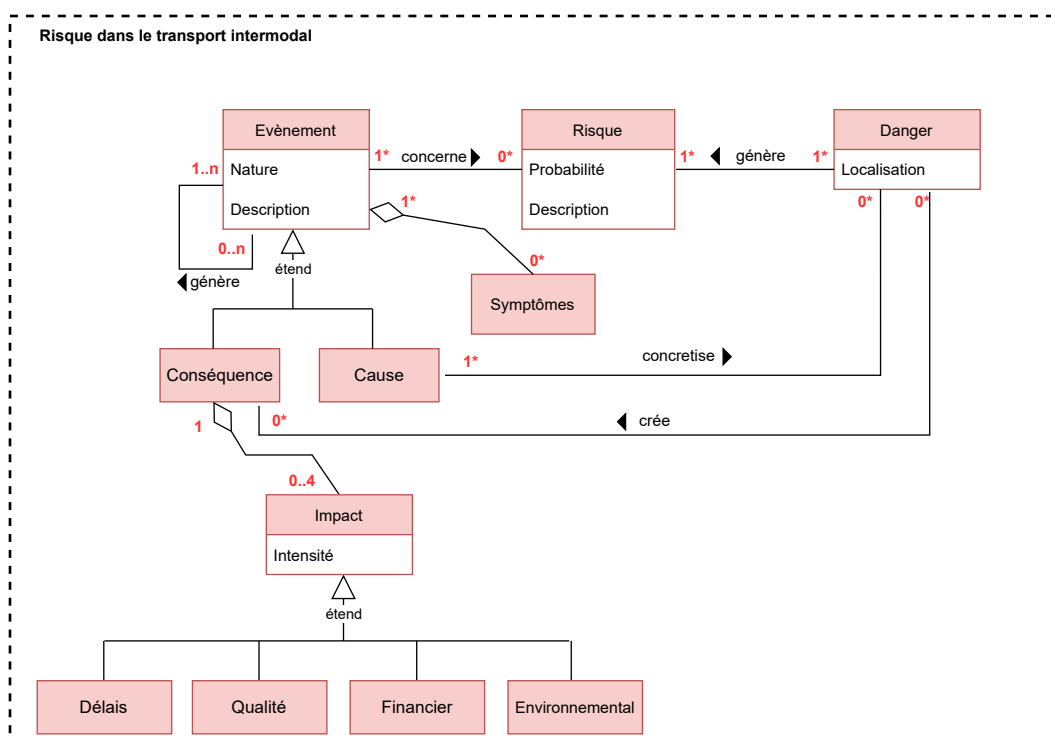 Risque dans le transport intermodal
Evènement
Risque
Danger
1..n
Nature
1*
concerne
0*
Probabilité
1*
génère
1*
Localisation
Description
1*
Description
0*
0*
0..n
étend
génère
0*
Symptômes
Conséquence
Cause
1*
concretise
1
0*
crée
0..4
Impact
Intensité
étend
Délais
Qualité
Financier
Environnemental